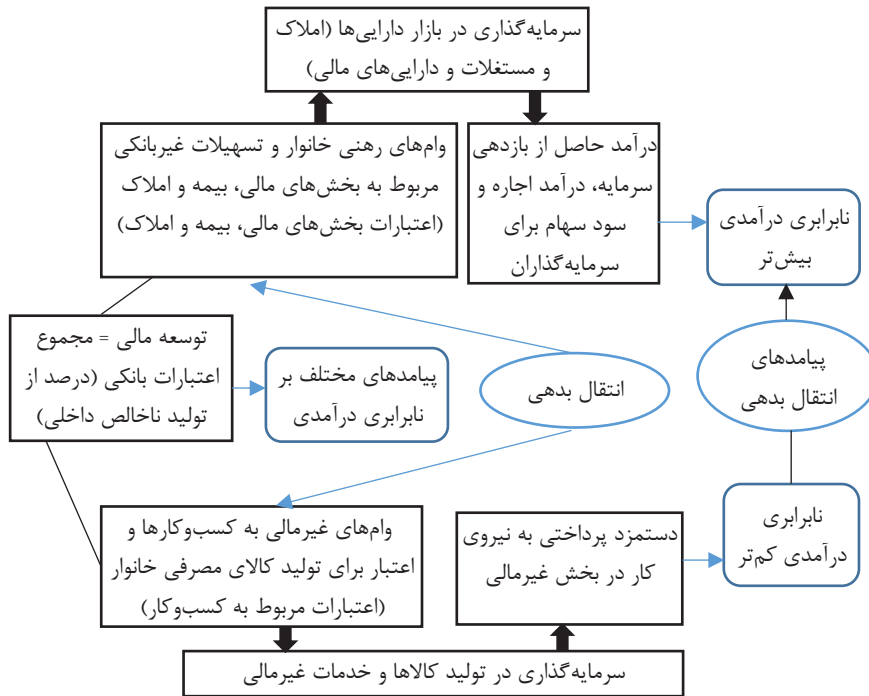 سرمایه‌گذاری در بازار دارایی‌ها (املاک
و مستغلات و دارایی‌های مالی)
وام‌های رهنی خانوار و تسهیلات غیربانکی
مربوط به بخش‌های مالی، بیمه و املاک
(اعتبارات بخش‌های مالی، بیمه و املاک)
درآمد حاصل از بازدهی
سرمایه، درآمد اجاره و
سود سهام برای
سرمایه‌گذاران
نابرابری درآمدی
بیش‌تر
توسعه مالی = مجموع
اعتبارات بانکی (درصد از
تولید ناخالص داخلی)
پیامدهای مختلف بر
نابرابری درآمدی
انتقال بدهی
پیامدهای
انتقال بدهی
وام‌های غیرمالی به کسب‌وکارها و
اعتبار برای تولید کالای مصرفی خانوار
(اعتبارات مربوط به کسب‌وکار)
دستمزد پرداختی به نیروی
کار در بخش غیرمالی
نابرابری
درآمدی کم‌تر
سرمایه‌گذاری در تولید کالاها و خدمات غیرمالی